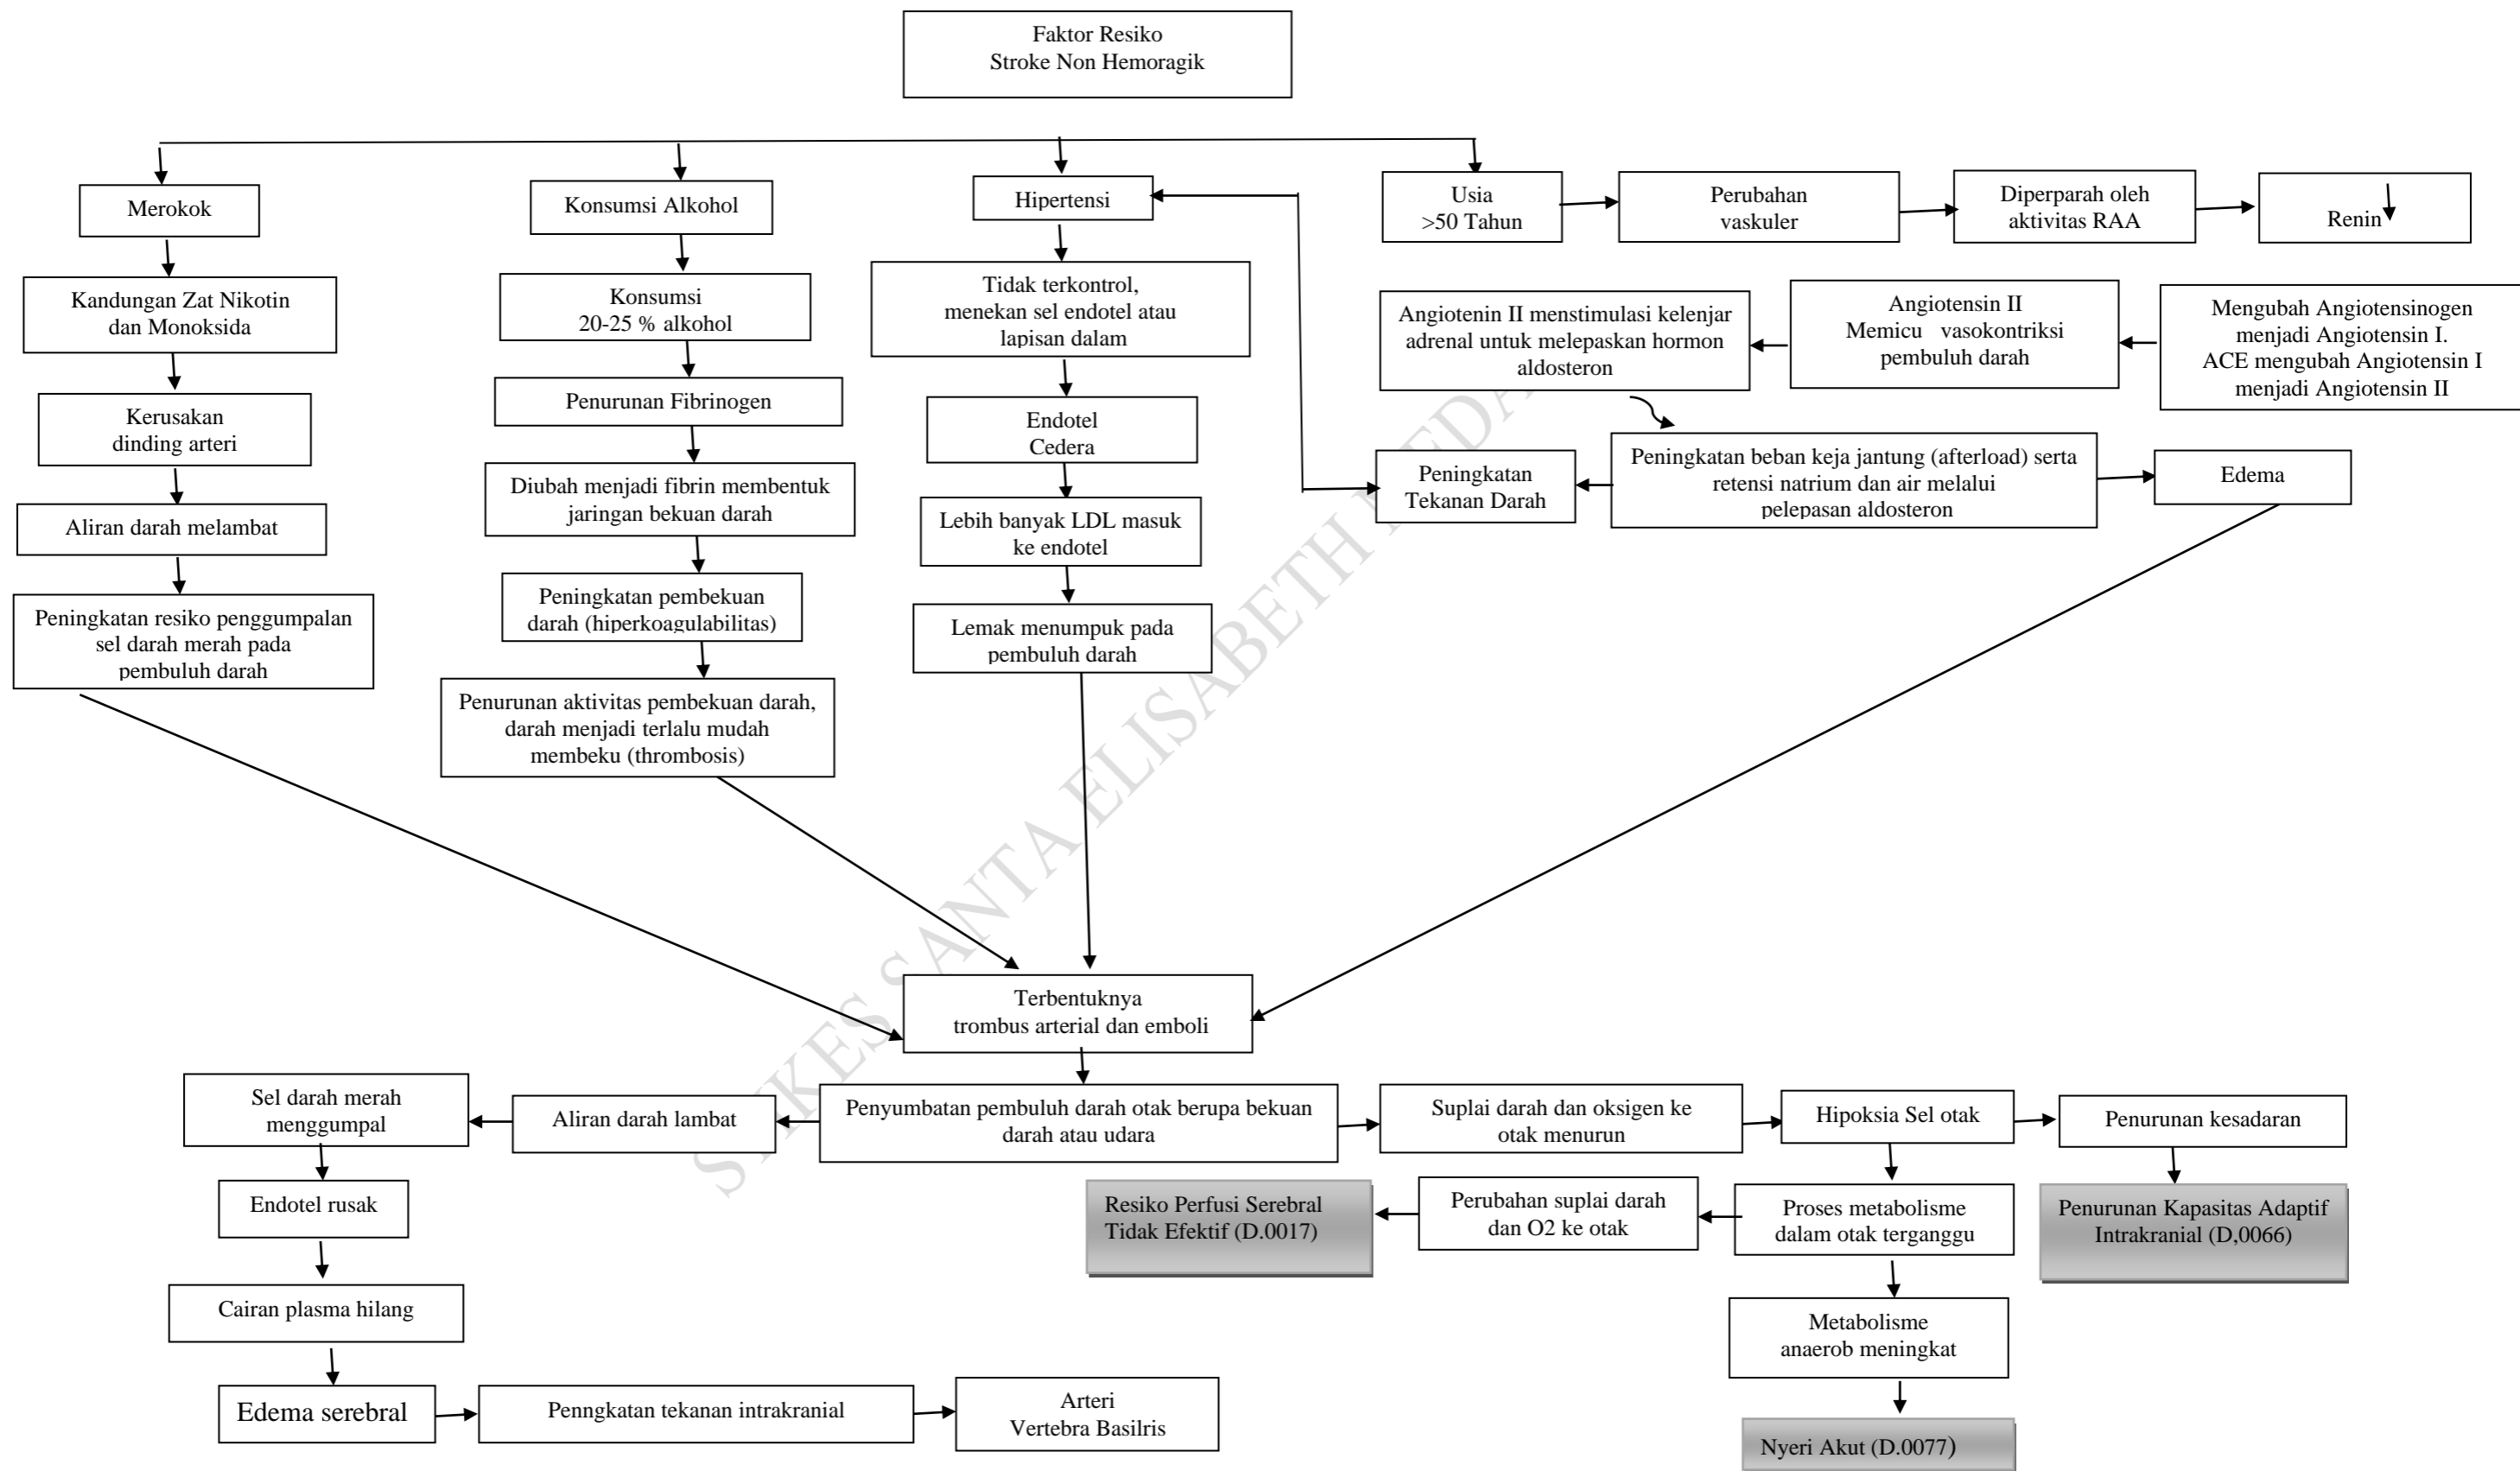 Faktor Resiko
Stroke Non Hemoragik
Merokok
Konsumsi Alkohol
Hipertensi
Usia
>50 Tahun
Perubahan
vaskuler
Diperparah oleh
aktivitas RAA
Renin
Kandungan Zat Nikotin
dan Monoksida
Konsumsi
20-25 % alkohol
Tidak terkontrol,
menekan sel endotel atau
lapisan dalam
Angiotenin II menstimulasi kelenjar
adrenal untuk melepaskan hormon
aldosteron
Angiotensin II
Memicu vasokontriksi
pembuluh darah
Mengubah Angiotensinogen
menjadi Angiotensin I.
ACE mengubah Angiotensin I
menjadi Angiotensin II
Kerusakan
dinding arteri
Penurunan Fibrinogen
Endotel
Cedera
Peningkatan
Tekanan Darah
Peningkatan beban keja jantung (afterload) serta
retensi natrium dan air melalui
pelepasan aldosteron
Edema
Aliran darah melambat
Diubah menjadi fibrin membentuk
jaringan bekuan darah
Lebih banyak LDL masuk
ke endotel
Peningkatan resiko penggumpalan
sel darah merah pada
pembuluh darah
Peningkatan pembekuan
darah (hiperkoagulabilitas)
Lemak menumpuk pada
pembuluh darah
Penurunan aktivitas pembekuan darah,
darah menjadi terlalu mudah
membeku (thrombosis)
Terbentuknya
trombus arterial dan emboli
Sel darah merah
menggumpal
Aliran darah lambat
Penyumbatan pembuluh darah otak berupa bekuan
darah atau udara
Suplai darah dan oksigen ke
otak menurun
Hipoksia Sel otak
Penurunan kesadaran
Endotel rusak
Resiko Perfusi Serebral
Tidak Efektif (D.0017)
Perubahan suplai darah
dan O2 ke otak
Proses metabolisme
dalam otak terganggu
Penurunan Kapasitas Adaptif
Intrakranial (D,0066)
Cairan plasma hilang
Metabolisme
anaerob meningkat
Edema serebral
Penngkatan tekanan intrakranial
Arteri
Vertebra Basilris
Nyeri Akut (D.0077)
SANTA ELISABETH